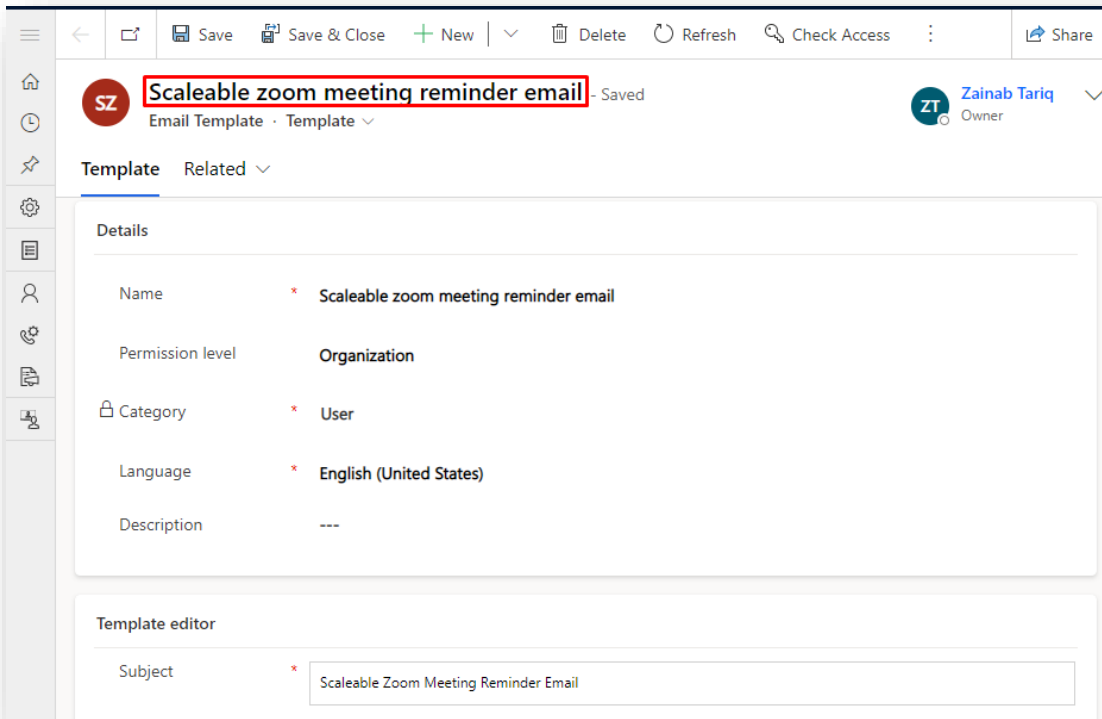 Save Save & Close New Delete Refresh Check Access Share
SZ Scaleable zoom meeting reminder email - Saved
Email Template · Template
ZT Zainab Tariq
Owner
Template Related
Details
Name * Scaleable zoom meeting reminder email
Permission level Organization
Category * User
Language * English (United States)
Description ---
Template editor
Subject * Scaleable Zoom Meeting Reminder Email